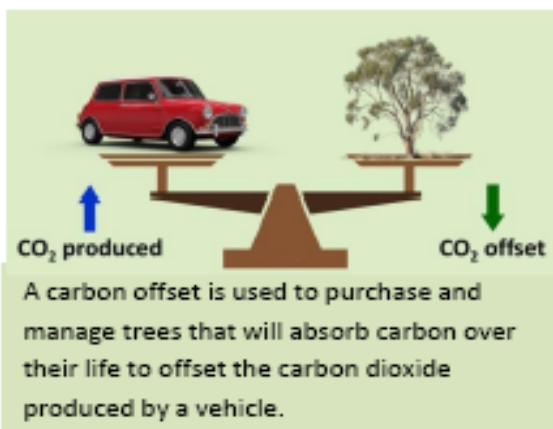 CO₂ produced
CO₂ offset
A carbon offset is used to purchase and
manage trees that will absorb carbon over
their life to offset the carbon dioxide
produced by a vehicle.